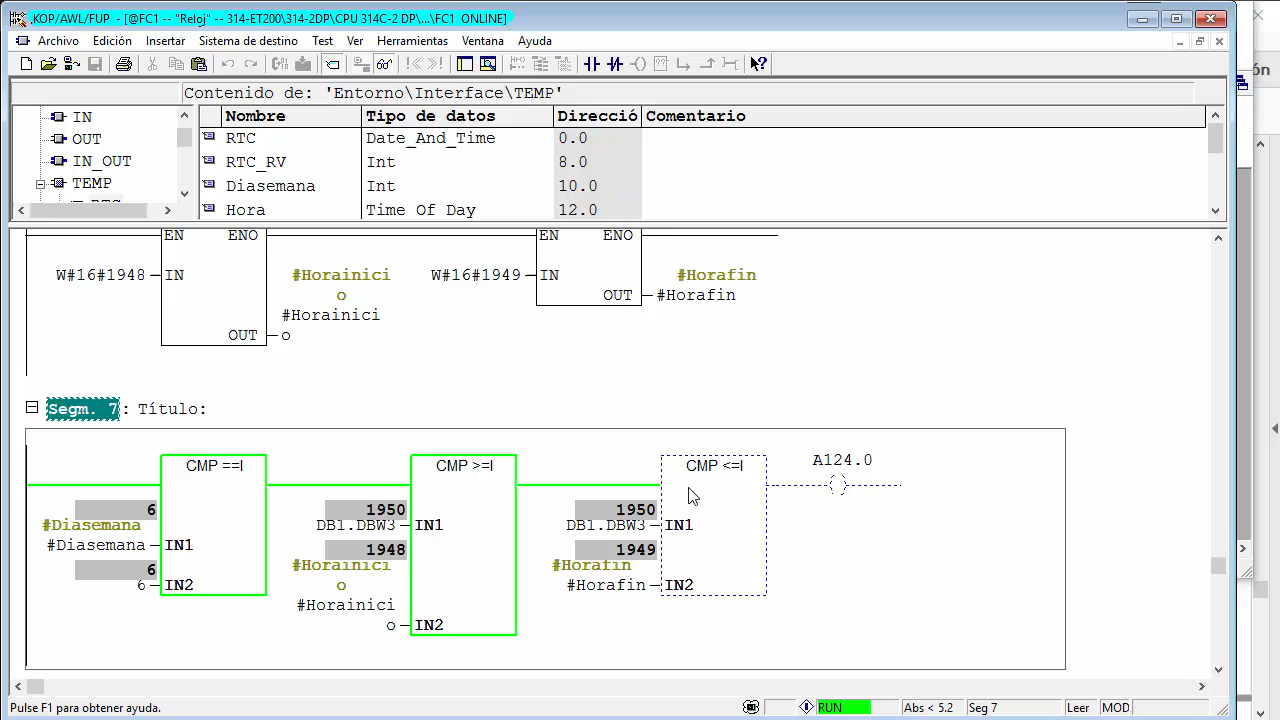 KOP/AWL/FUP - [@FC1 -- "Reloj" -- 314-ET200\314-2DP\CPU 314C-2 DP\...\FC1 ONLINE]
Archivo Edición Insertar Sistema de destino Test Ver Herramientas Ventana Ayuda
ón
Contenido de: 'Entorno\Interface\TEMP'
IN
OUT
IN_OUT
TEMP
Nombre Tipo de datos Direcció Comentario
RTC Date_And_Time 0.0
RTC_RV Int 8.0
Diasemana Int 10.0
Hora Time Of Day 12.0
EN ENO EN ENO
W#16#1948 IN #Horainici W#16#1949 IN #Horafin
o OUT #Horafin
#Horainici
OUT o
Segm. 7: Título:
CMP ==I CMP >=I CMP <=I A124.0
6 1950 1950
#Diasemana DB1.DBW3 IN1 DB1.DBW3 IN1
#Diasemana IN1 1948 1949
6 #Horainici #Horafin
6 IN2 o #Horafin IN2
#Horainici
o IN2
Pulse F1 para obtener ayuda. RUN Abs < 5.2 Seg 7 Leer MOD